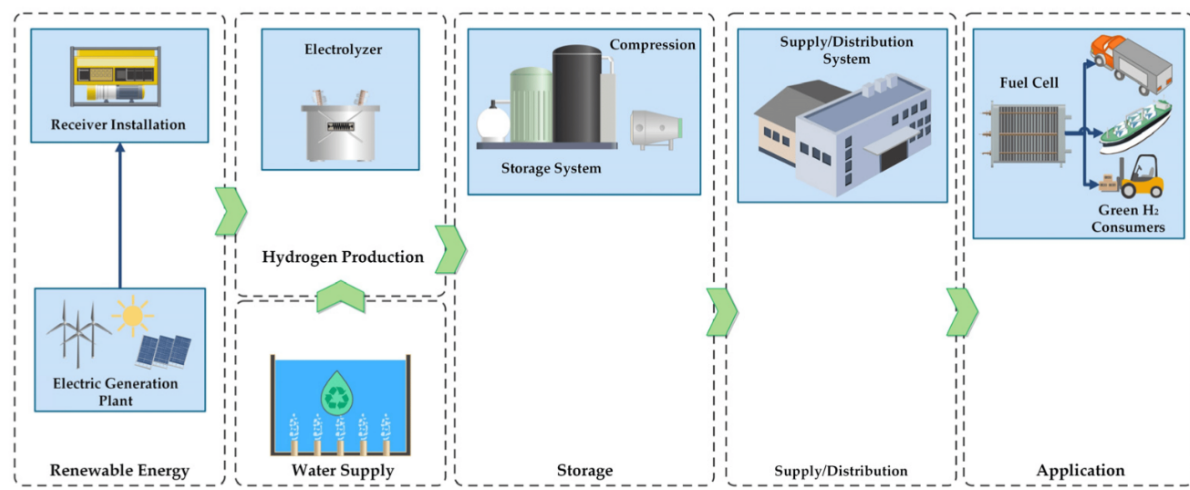 Receiver Installation
Electric Generation
Plant
Renewable Energy
Electrolyzer
Hydrogen Production
Water Supply
Compression
Storage System
Storage
Supply/Distribution
System
Supply/Distribution
Fuel Cell
Green H₂
Consumers
Application